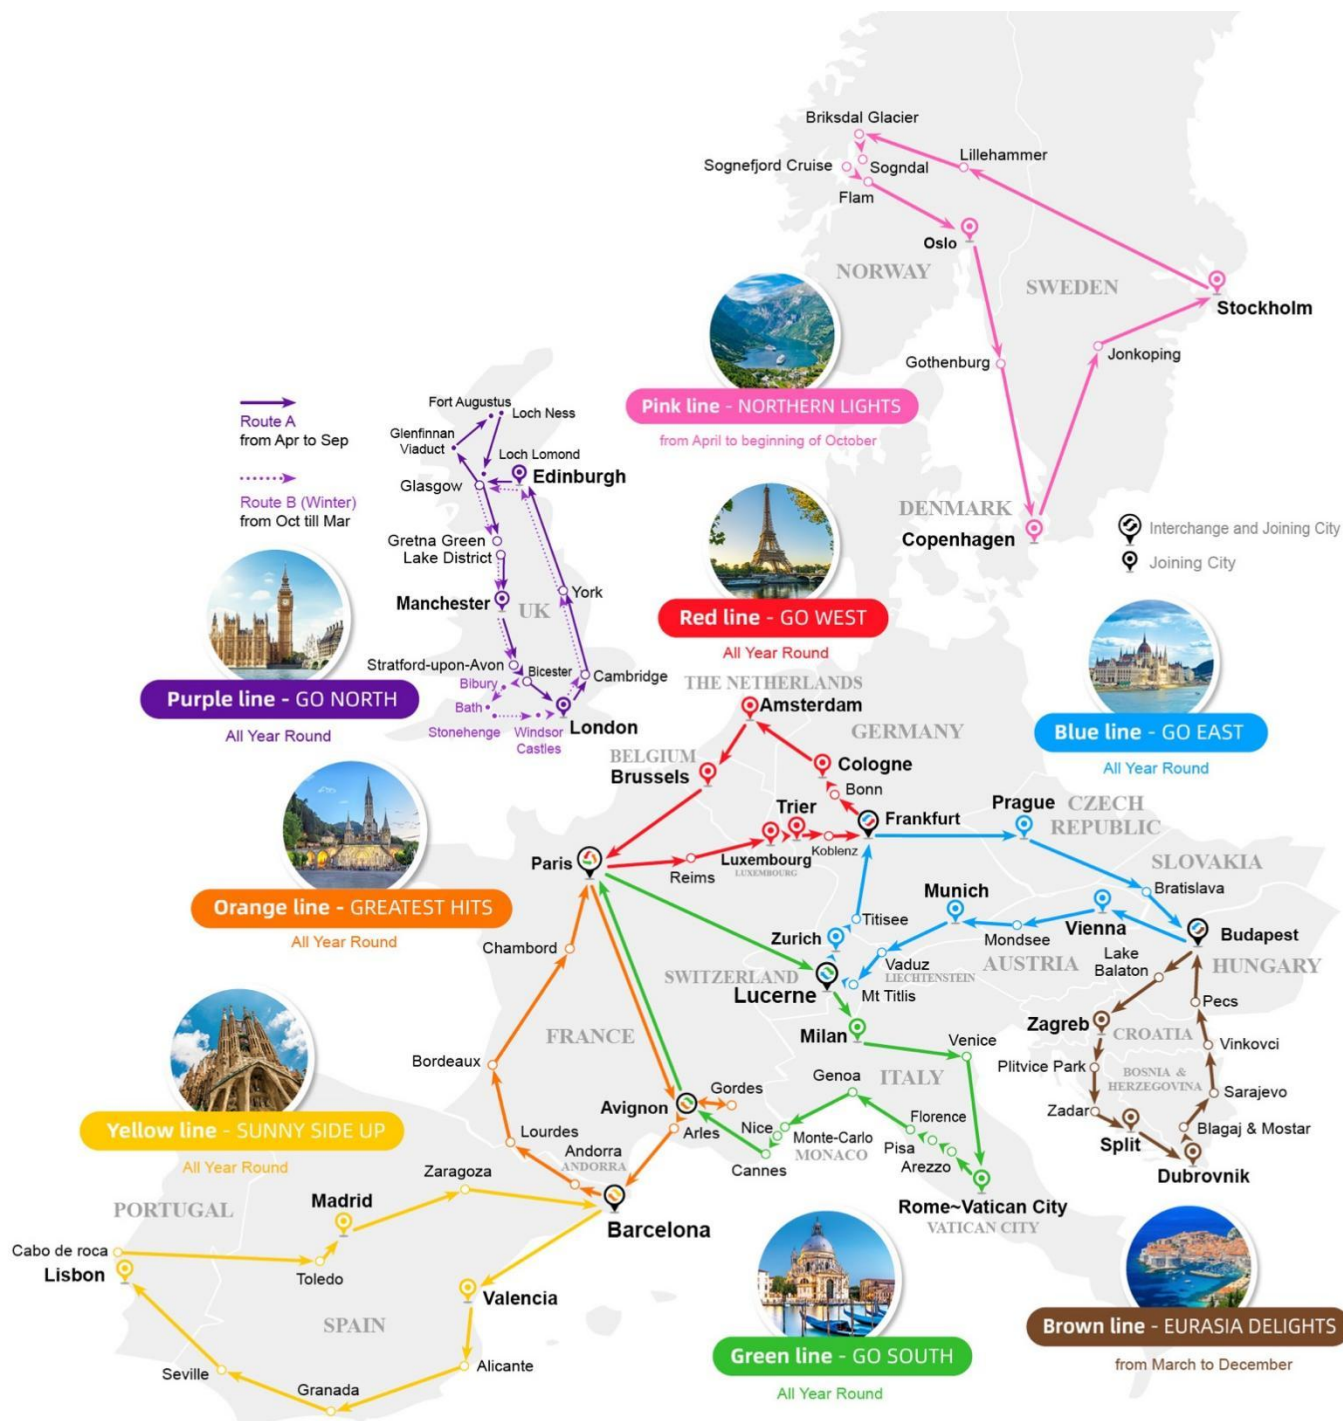 Briksdal Glacier
Lillehammer
Sognefjord Cruise
Sogndal
Flam
Oslo
NORWAY
SWEDEN
Stockholm
Gothenburg
Jonkoping
Pink line - NORTHERN LIGHTS
from April to beginning of October
DENMARK
Copenhagen
Interchange and Joining City
Joining City
Route A
from Apr to Sep
Route B (Winter)
from Oct till Mar
Fort Augustus
Loch Ness
Glenfinnan
Viaduct
Loch Lomond
Edinburgh
Glasgow
Gretna Green
Lake District
Manchester
UK
York
Stratford-upon-Avon
Bicester
Cambridge
Bibury
Bath
Stonehenge
Windsor
Castles
London
Purple line - GO NORTH
All Year Round
Red line - GO WEST
All Year Round
THE NETHERLANDS
Amsterdam
GERMANY
BELGIUM
Brussels
Cologne
Bonn
Trier
Frankfurt
Luxembourg
LUXEMBOURG
Koblenz
Reims
Paris
Blue line - GO EAST
All Year Round
Prague
CZECH
REPUBLIC
SLOVAKIA
Bratislava
Munich
Vienna
Budapest
Titisee
Zurich
Mondsee
Vaduz
LIECHTENSTEIN
AUSTRIA
Lake
Balaton
HUNGARY
SWITZERLAND
Lucerne
Mt Titlis
Orange line - GREATEST HITS
All Year Round
Chambord
FRANCE
Bordeaux
Milan
Venice
Genoa
ITALY
Gordes
Avignon
Arles
Nice
Monte-Carlo
MONACO
Florence
Pisa
Arezzo
Cannes
Rome~Vatican City
VATICAN CITY
Lourdes
Andorra
ANDORRA
Barcelona
Pecs
Zagreb
CROATIA
Vinkovci
Plitvice Park
BOSNIA &
HERZEGOVINA
Sarajevo
Zadar
Split
Blagaj & Mostar
Dubrovnik
Yellow line - SUNNY SIDE UP
All Year Round
Zaragoza
PORTUGAL
Madrid
Cabo de roca
Lisbon
Toledo
Valencia
SPAIN
Seville
Alicante
Granada
Green line - GO SOUTH
All Year Round
Brown line - EURASIA DELIGHTS
from March to December